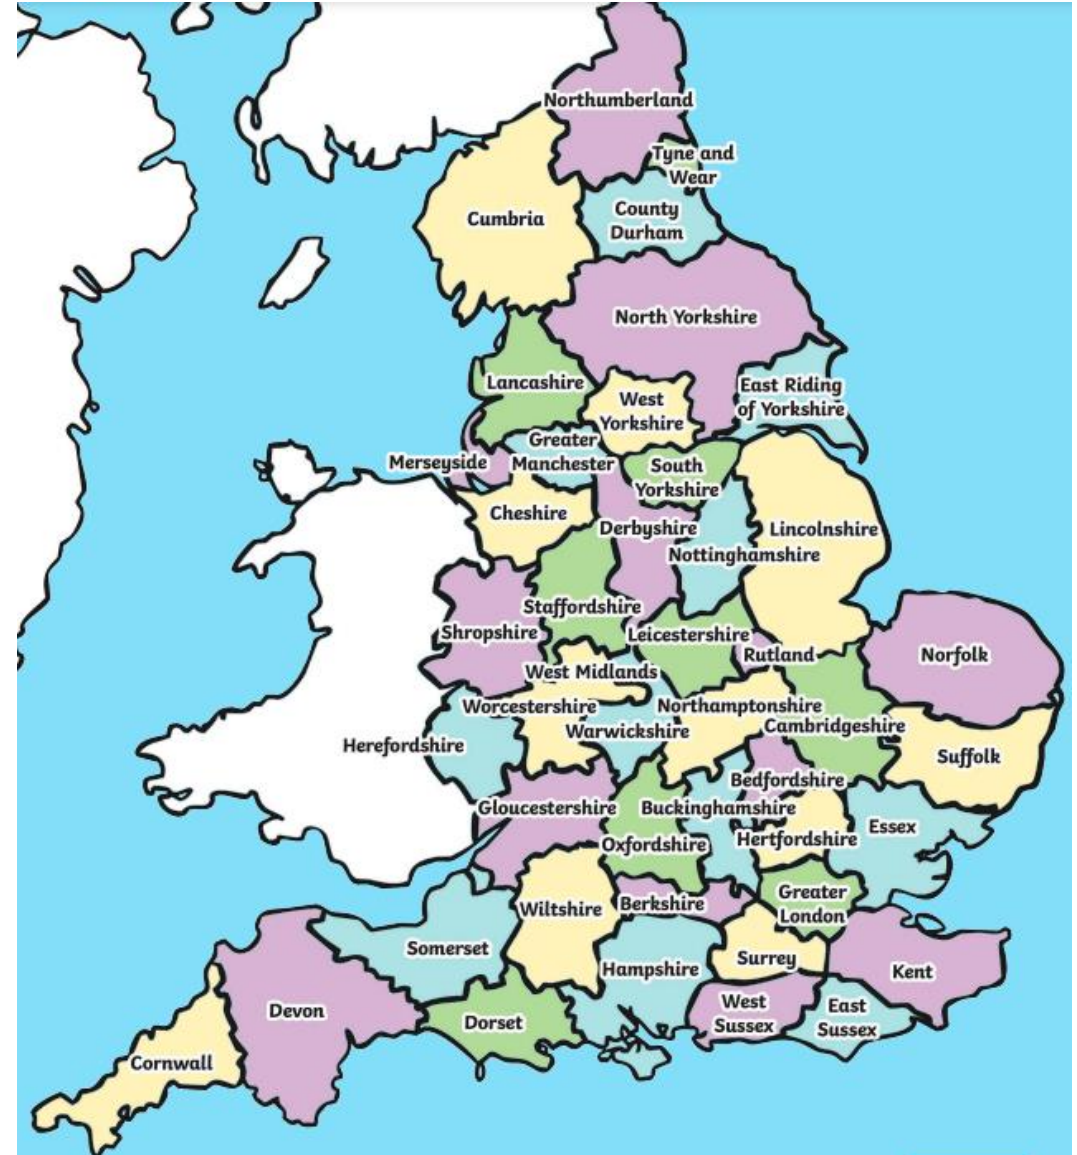 Northumberland
Tyne and
Wear
Cumbria
County
Durham
North Yorkshire
Lancashire
West
Yorkshire
East Riding
of Yorkshire
Greater
Manchester
Merseyside
South
Yorkshire
Cheshire
Derbyshire
Lincolnshire
Nottinghamshire
Staffordshire
Shropshire
Leicestershire
Rutland
Norfolk
West Midlands
Worcestershire
Northamptonshire
Warwickshire
Cambridgeshire
Herefordshire
Suffolk
Bedfordshire
Gloucestershire
Buckinghamshire
Essex
Hertfordshire
Oxfordshire
Greater
London
Berkshire
Wiltshire
Somerset
Surrey
Hampshire
Kent
Devon
West
Sussex
East
Sussex
Dorset
Cornwall